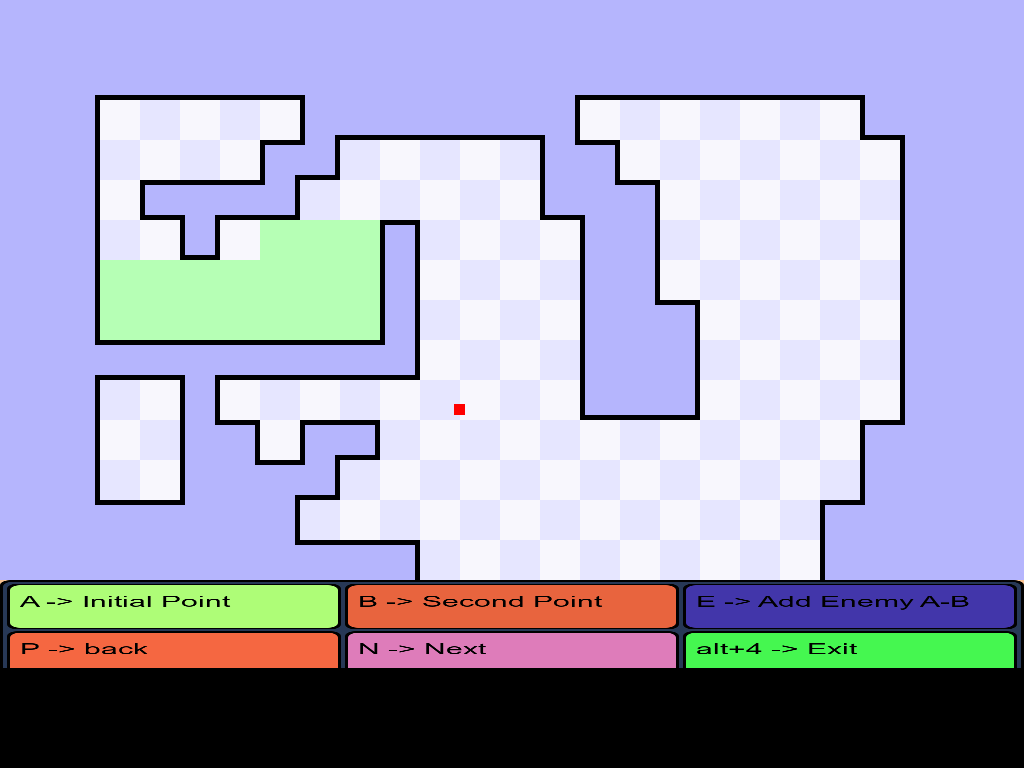 A -> Initial Point
B -> Second Point
E -> Add Enemy A-B
P -> back
N -> Next
alt+4 -> Exit